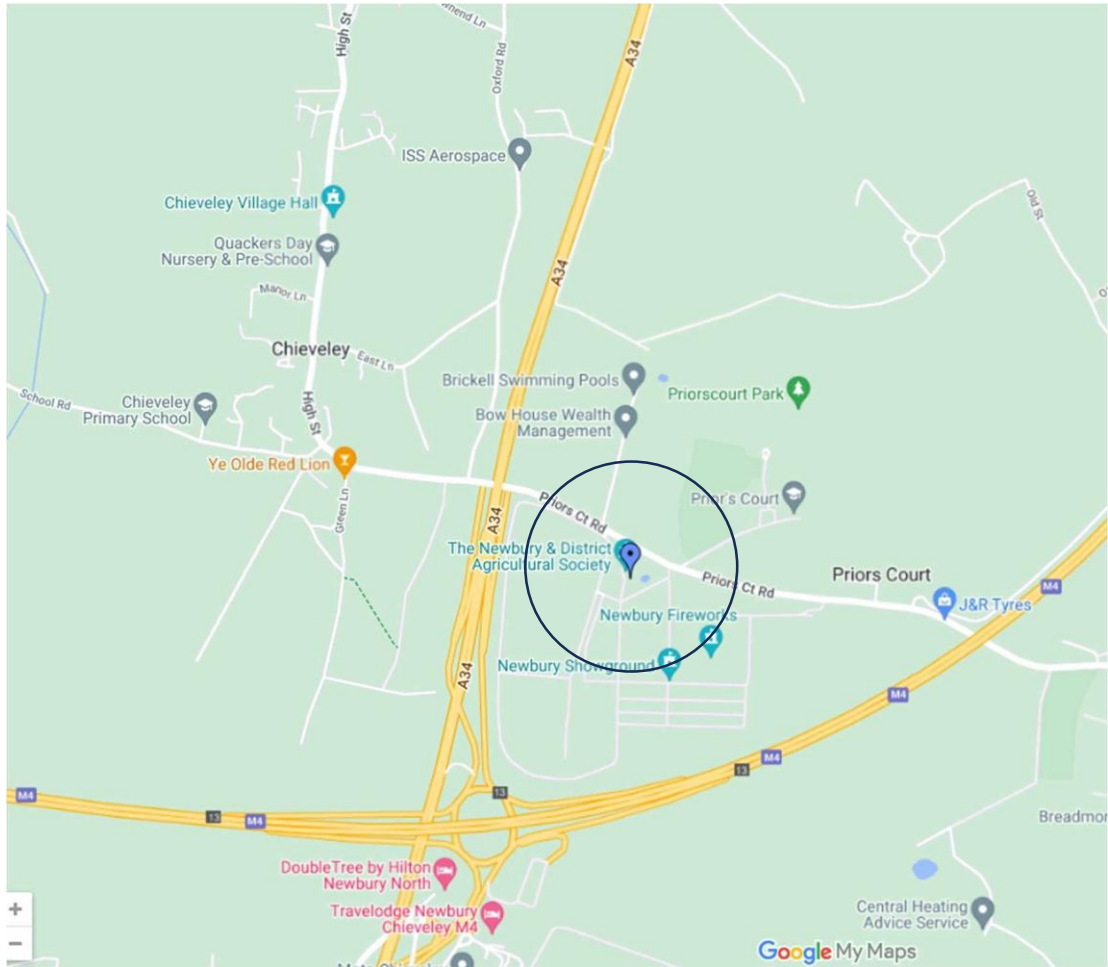 High St
Oxford Rd
A34
ISS Aerospace
Chieveley Village Hall
Quackers Day
Nursery & Pre-School
Old St
A34
Manor Ln
Chieveley
East Ln
Brickell Swimming Pools
Priorscourt Park
School Rd
Chieveley
Primary School
High St
Bow House Wealth
Management
Ye Olde Red Lion
Green Ln
Prior's Court
Priors Ct Rd
A34
The Newbury & District
Agricultural Society
Priors Ct Rd
Priors Court
M4
J&R Tyres
Newbury Fireworks
Newbury Showground
A34
M4
M4
13
M4
13
M4
13
Breadmor
DoubleTree by Hilton
Newbury North
Travelodge Newbury
Chieveley M4
Central Heating
Advice Service
+
−
Google My Maps